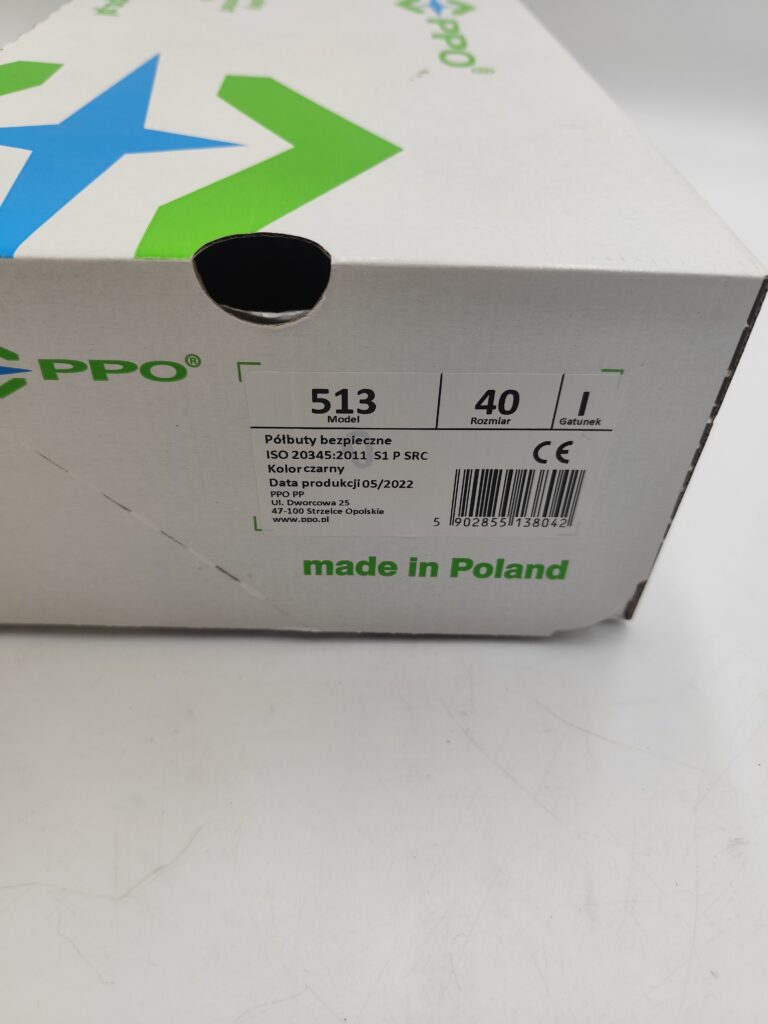 PPO®
PPO®
513
Model
40
Rozmiar
I
Gatunek
Półbuty bezpieczne
ISO 20345:2011 S1 P SRC
Kolor czarny
Data produkcji 05/2022
PPO PP
Ul. Dworcowa 25
47-100 Strzelce Opolskie
www.ppo.pl
CE
5 902855 138042
made in Poland